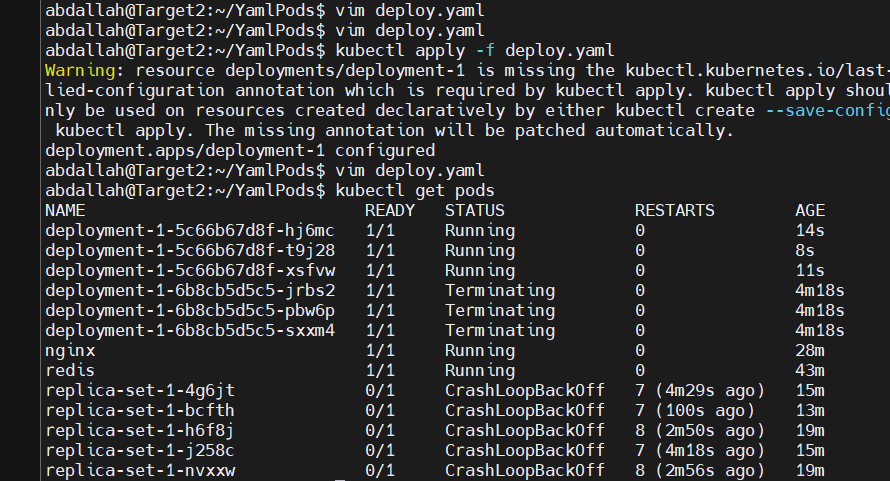 abdallah@Target2:~/YamlPods$ vim deploy.yaml
abdallah@Target2:~/YamlPods$ vim deploy.yaml
abdallah@Target2:~/YamlPods$ kubectl apply -f deploy.yaml
Warning: resource deployments/deployment-1 is missing the kubectl.kubernetes.io/last-
lied-configuration annotation which is required by kubectl apply. kubectl apply shoul
nly be used on resources created declaratively by either kubectl create --save-config
kubectl apply. The missing annotation will be patched automatically.
deployment.apps/deployment-1 configured
abdallah@Target2:~/YamlPods$ vim deploy.yaml
abdallah@Target2:~/YamlPods$ kubectl get pods
NAME READY STATUS RESTARTS AGE
deployment-1-5c66b67d8f-hj6mc 1/1 Running 0 14s
deployment-1-5c66b67d8f-t9j28 1/1 Running 0 8s
deployment-1-5c66b67d8f-xsfvw 1/1 Running 0 11s
deployment-1-6b8cb5d5c5-jrbs2 1/1 Terminating 0 4m18s
deployment-1-6b8cb5d5c5-pbw6p 1/1 Terminating 0 4m18s
deployment-1-6b8cb5d5c5-sxxm4 1/1 Terminating 0 4m18s
nginx 1/1 Running 0 28m
redis 1/1 Running 0 43m
replica-set-1-4g6jt 0/1 CrashLoopBackOff 7 (4m29s ago) 15m
replica-set-1-bcfth 0/1 CrashLoopBackOff 7 (100s ago) 13m
replica-set-1-h6f8j 0/1 CrashLoopBackOff 8 (2m50s ago) 19m
replica-set-1-j258c 0/1 CrashLoopBackOff 7 (4m18s ago) 15m
replica-set-1-nvxxw 0/1 CrashLoopBackOff 8 (2m56s ago) 19m